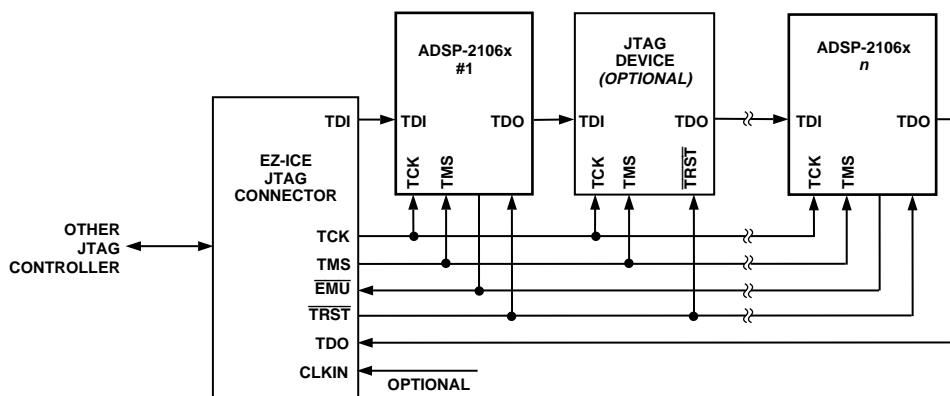 ADSP-2106x
#1
TDI
TDO
TCK
TMS
JTAG
DEVICE
(OPTIONAL)
TDI
TDO
TCK
TMS
TRST
ADSP-2106x
n
TDI
TDO
TCK
TMS
EZ-ICE
JTAG
CONNECTOR
TDI
TCK
TMS
EMU
TRST
TDO
CLKIN
OTHER
JTAG
CONTROLLER
OPTIONAL